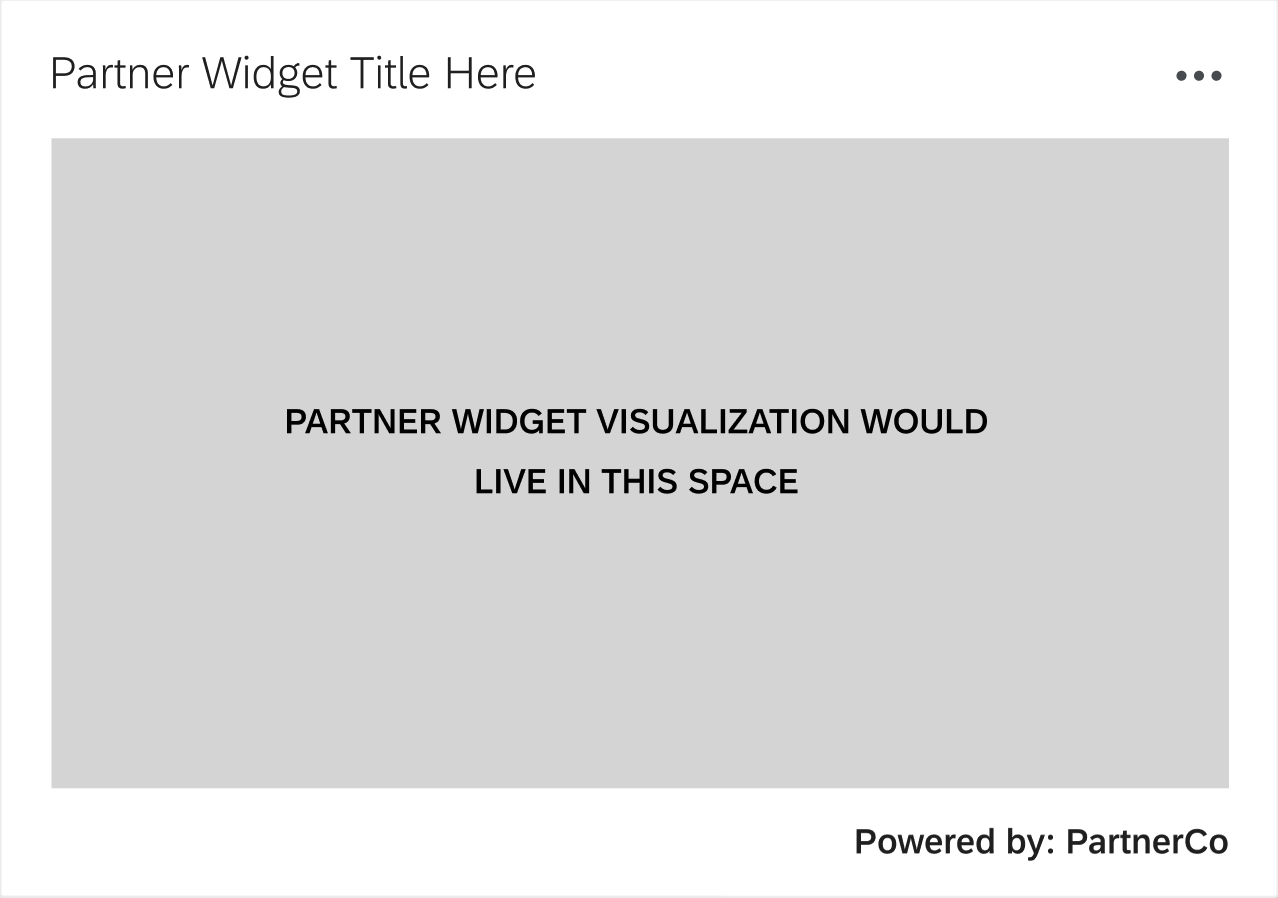 Partner Widget Title Here
PARTNER WIDGET VISUALIZATION WOULD
LIVE IN THIS SPACE
Powered by: PartnerCo